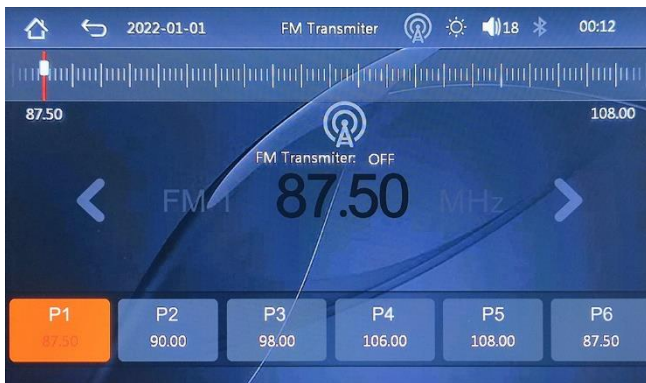 2022-01-01 FM Transmiter 18 00:12
87.50 108.00
FM Transmiter: OFF
FM 1 87.50 MHz
P1 P2 P3 P4 P5 P6
87.50 90.00 98.00 106.00 108.00 87.50